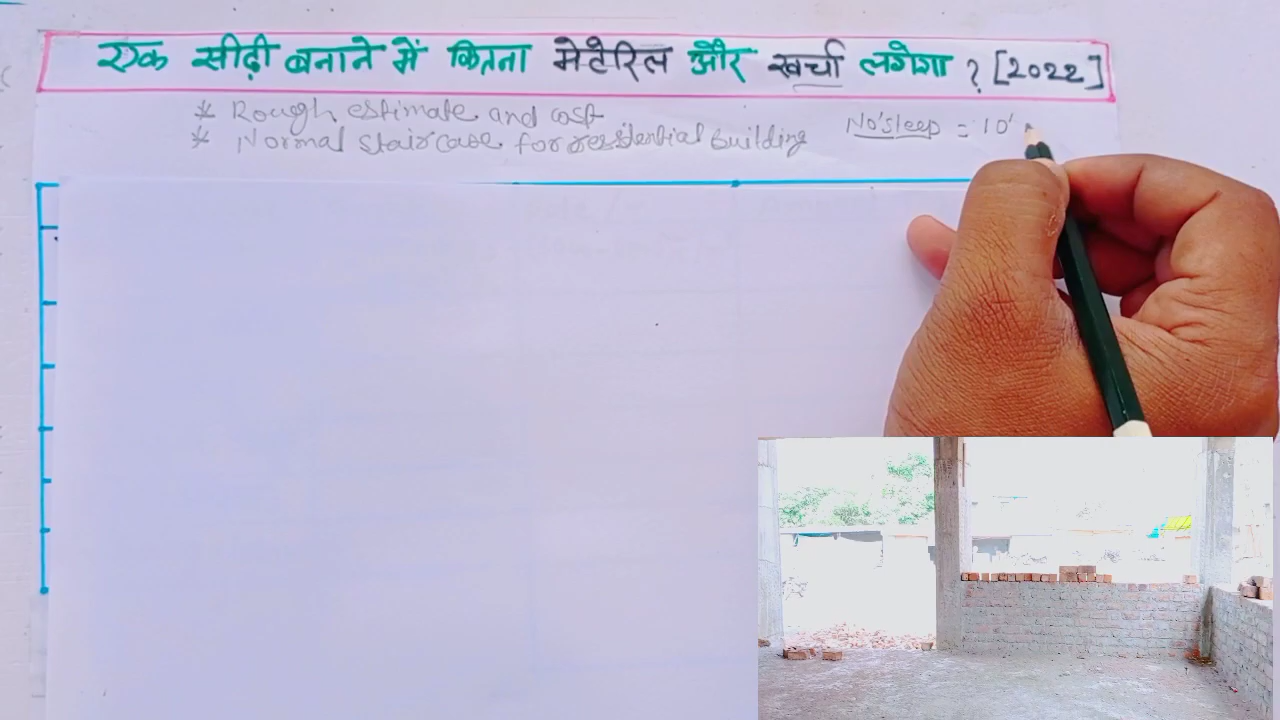 एक सीढ़ी बनाने में कितना मेटेरिल और खर्चा लगेगा ? [2022]
* Rough estimate and cost
* Normal staircase for residential building
No'sleep = 10'